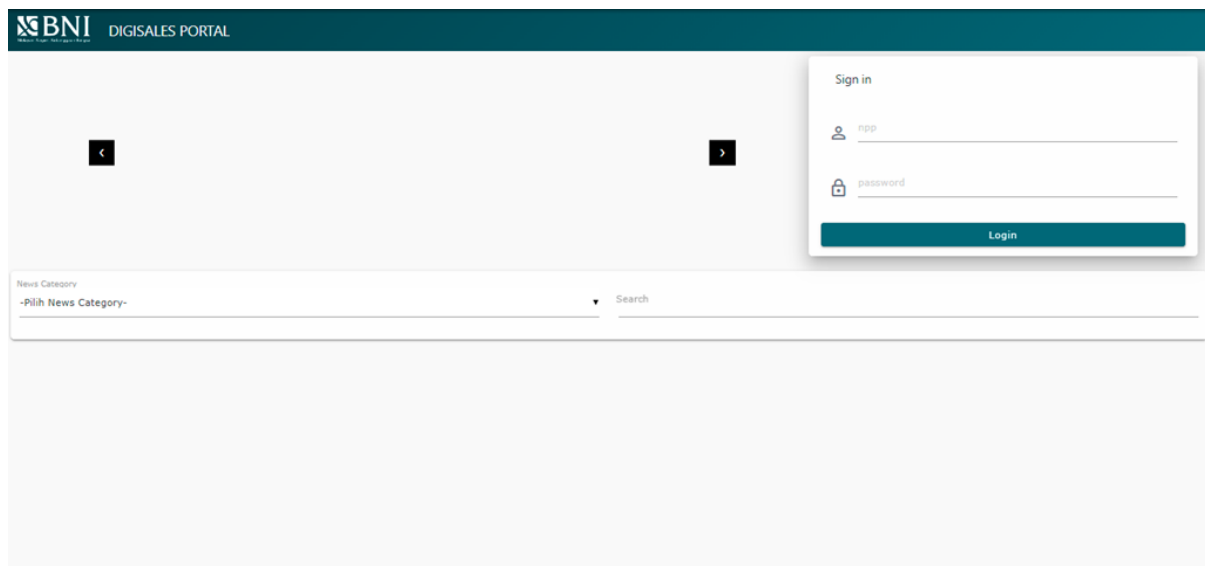 BNI
DIGISALES PORTAL
Sign in
npp
password
Login
News Category
-Pilih News Category-
Search